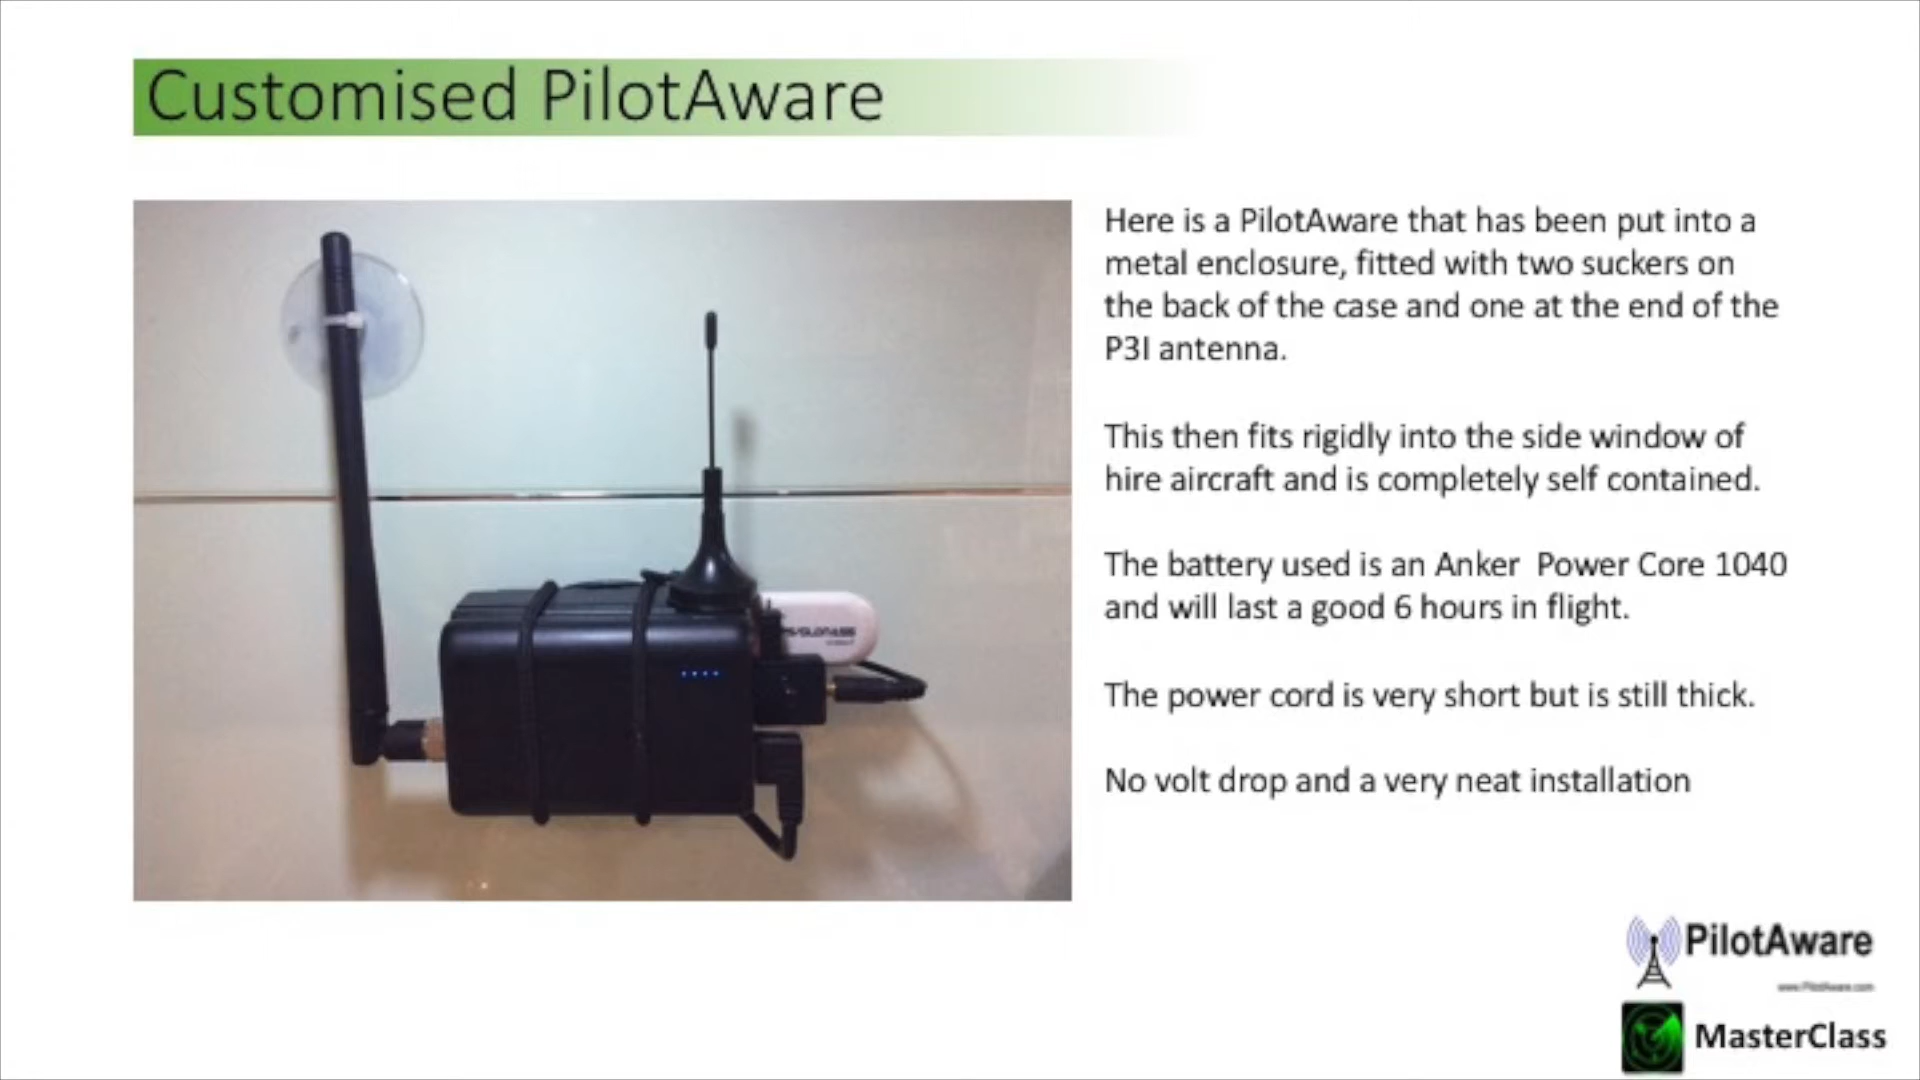 Customised PilotAware
Here is a PilotAware that has been put into a
metal enclosure, fitted with two suckers on
the back of the case and one at the end of the
P3I antenna.
This then fits rigidly into the side window of
hire aircraft and is completely self contained.
The battery used is an Anker  Power Core 1040
and will last a good 6 hours in flight.
The power cord is very short but is still thick.
No volt drop and a very neat installation
PilotAware
www.PilotAware.com
MasterClass